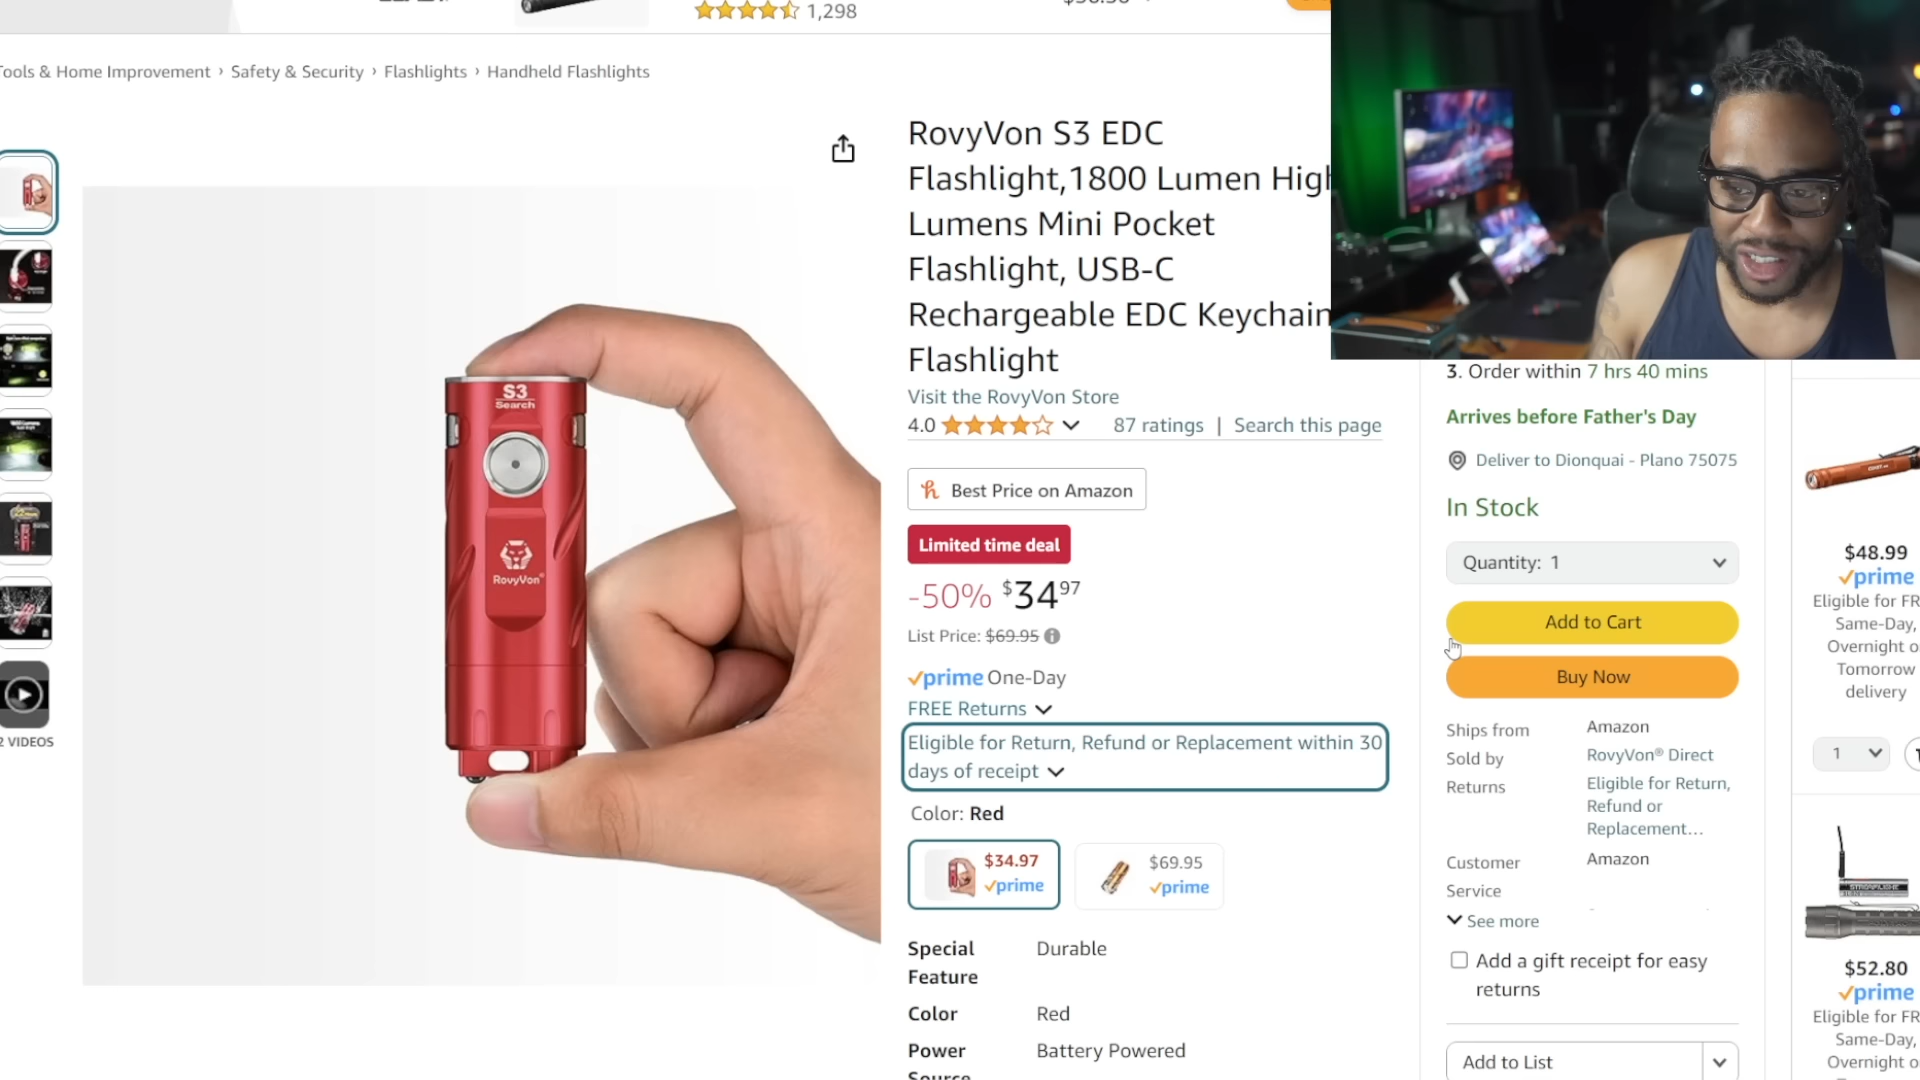 1,298
Tools & Home Improvement › Safety & Security › Flashlights › Handheld Flashlights
RovyVon S3 EDC
Flashlight,1800 Lumen High
Lumens Mini Pocket
Flashlight, USB-C
Rechargeable EDC Keychain
Flashlight
Visit the RovyVon Store
4.0 87 ratings | Search this page
Best Price on Amazon
Limited time deal
-50% $34 97
List Price: $69.95
prime One-Day
FREE Returns
Eligible for Return, Refund or Replacement within 30
days of receipt
Color: Red
$34.97
prime
$69.95
prime
Special
Feature
Durable
Color
Red
Power
Source
Battery Powered
S3
Search
RovyVon®
2 VIDEOS
3. Order within 7 hrs 40 mins
Arrives before Father's Day
Deliver to Dionquai - Plano 75075
In Stock
Quantity: 1
Add to Cart
Buy Now
Ships from
Amazon
Sold by
RovyVon® Direct
Returns
Eligible for Return,
Refund or
Replacement...
Customer
Service
Amazon
See more
Add a gift receipt for easy
returns
Add to List
$48.99
prime
Eligible for FR
Same-Day,
Overnight o
Tomorrow
delivery
1
STREAMLIGHT
$52.80
prime
Eligible for FR
Same-Day,
Overnight o